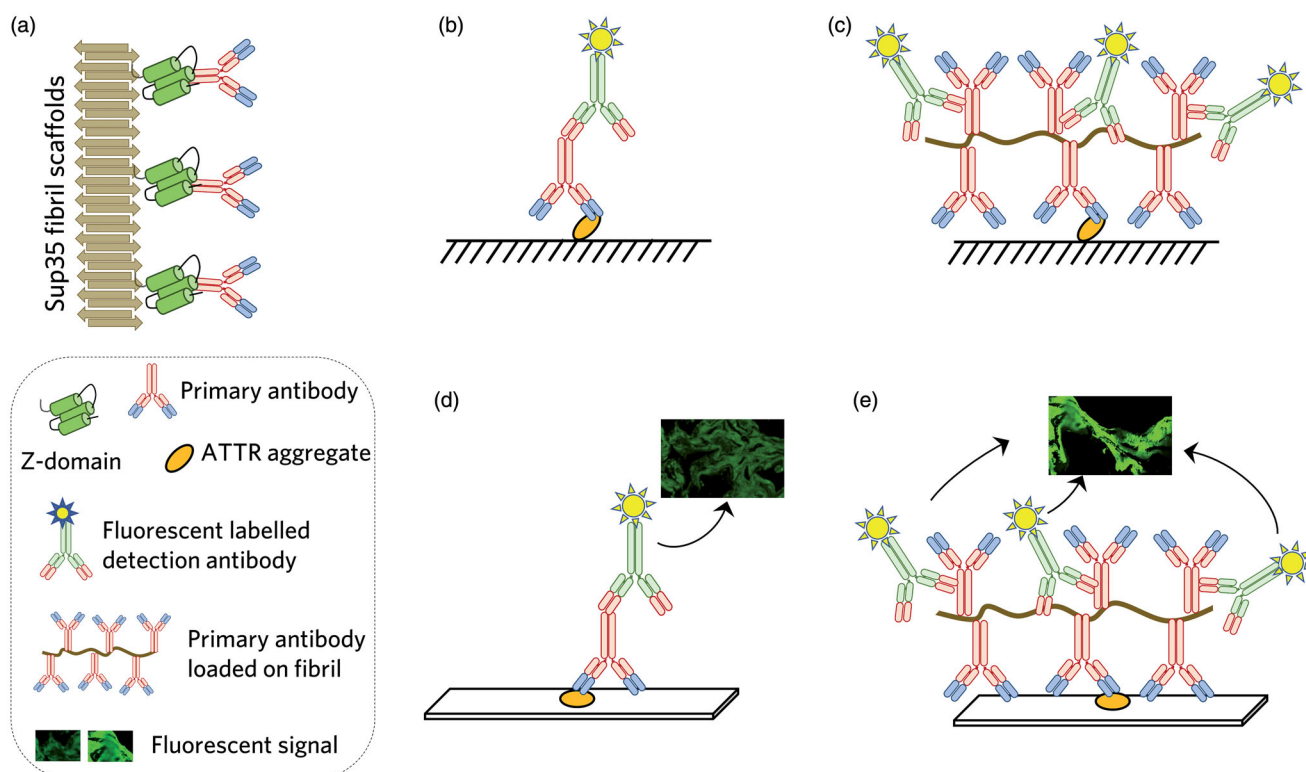 (a)
Sup35 fibril scaffolds
(b)
(c)
Primary antibody
Z-domain
ATTR aggregate
Fluorescent labelled
detection antibody
Primary antibody
loaded on fibril
Fluorescent signal
(d)
(e)